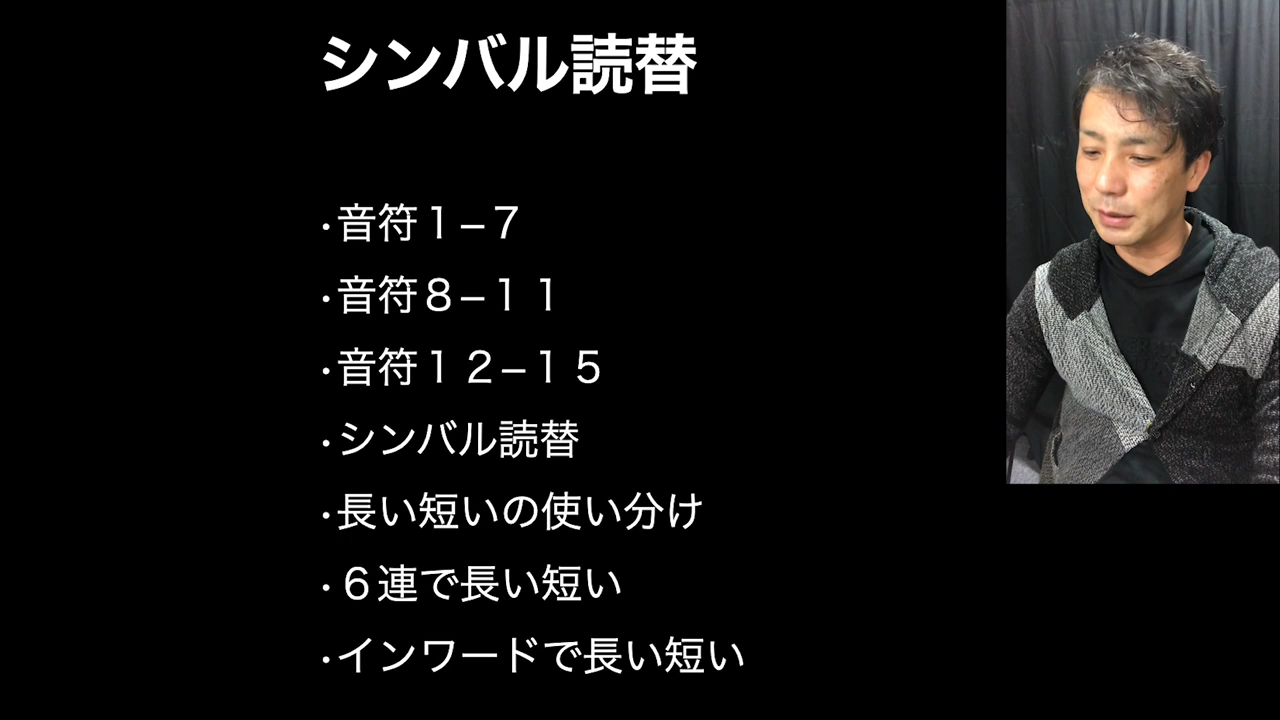 シンバル読替
・音符１−７
・音符８−１１
・音符１２−１５
・シンバル読替
・長い短いの使い分け
・６連で長い短い
・インワードで長い短い